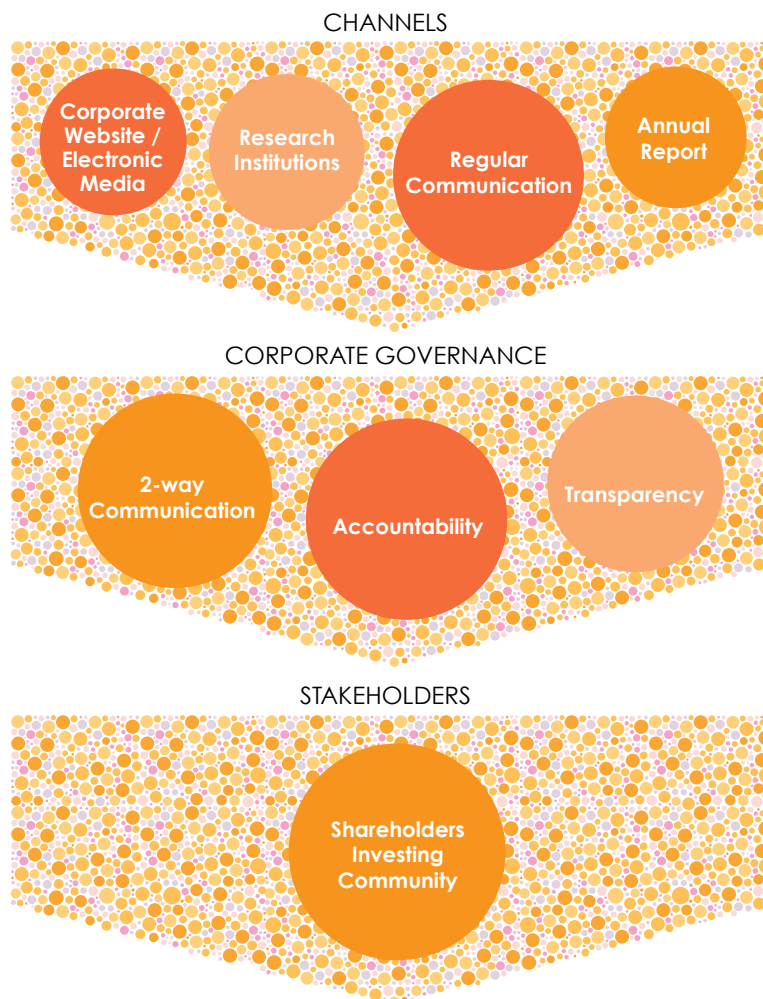 CHANNELS
Corporate
Website /
Electronic
Media
Research
Institutions
Regular
Communication
Annual
Report
CORPORATE GOVERNANCE
2-way
Communication
Accountability
Transparency
STAKEHOLDERS
Shareholders
Investing
Community